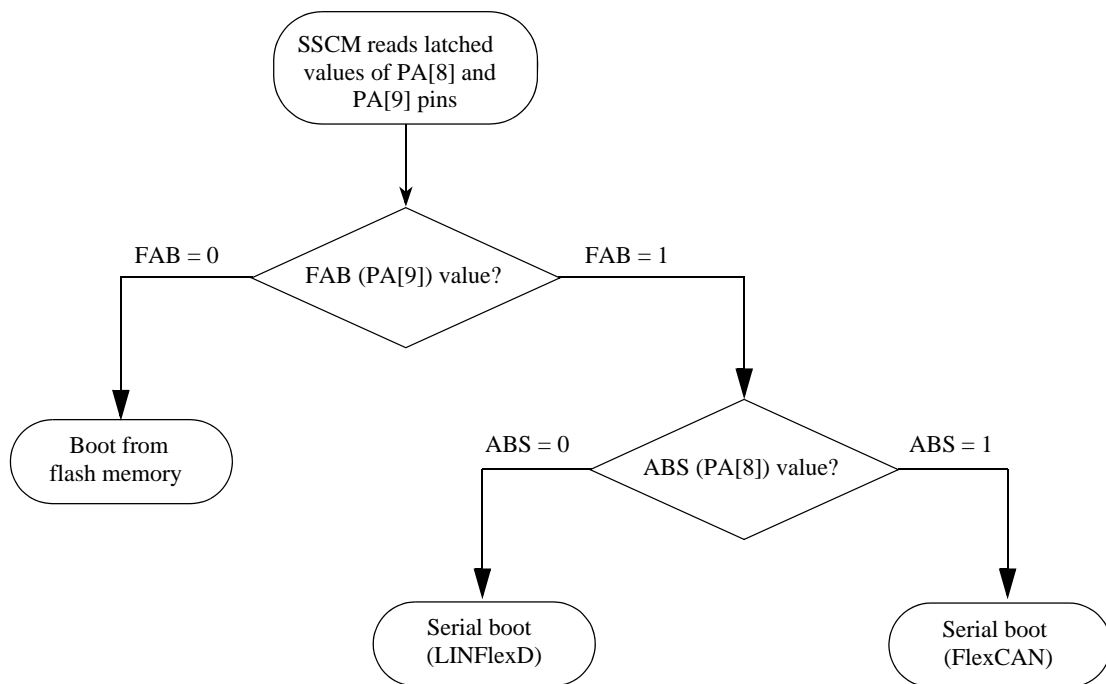 SSCM reads latched
values of PA[8] and
PA[9] pins
FAB = 0
FAB (PA[9]) value?
FAB = 1
Boot from
flash memory
ABS = 0
ABS (PA[8]) value?
ABS = 1
Serial boot
(LINFlexD)
Serial boot
(FlexCAN)